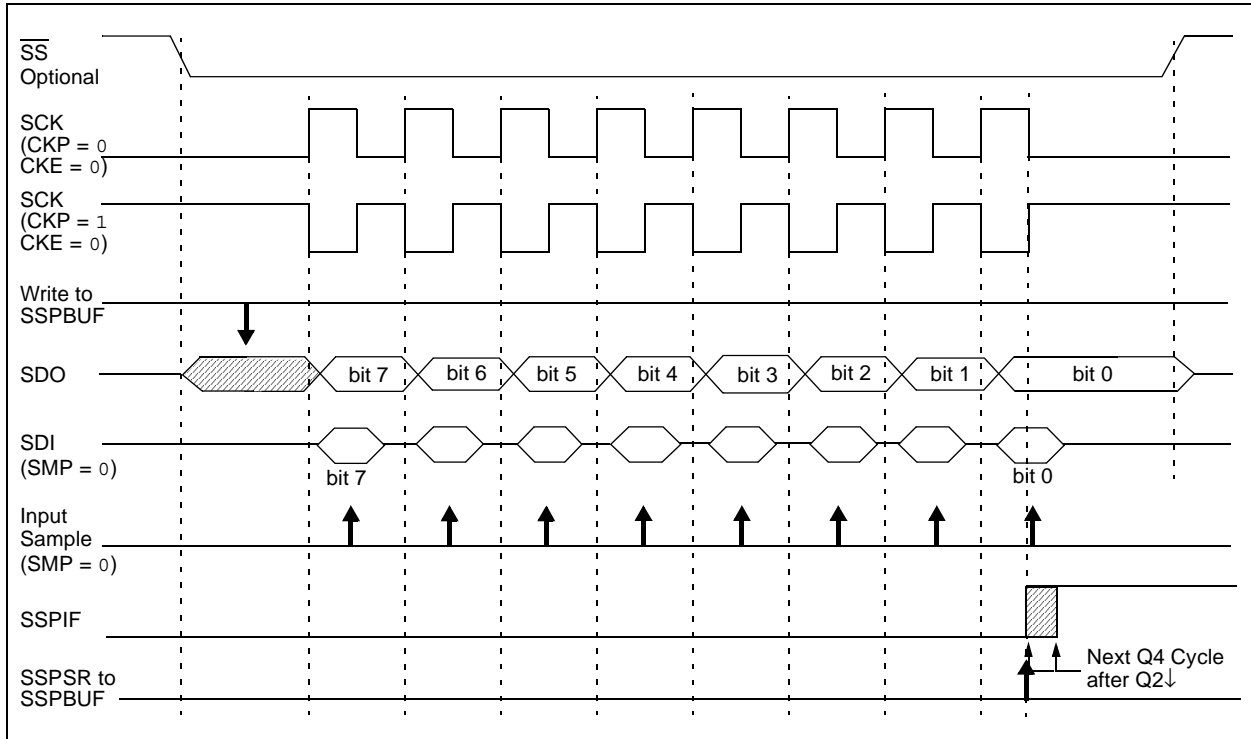 SS
Optional
SCK
(CKP = 0
CKE = 0)
SCK
(CKP = 1
CKE = 0)
Write to
SSPBUF
SDO
bit 7
bit 6
bit 5
bit 4
bit 3
bit 2
bit 1
bit 0
SDI
(SMP = 0)
bit 7
bit 0
Input
Sample
(SMP = 0)
SSPIF
Next Q4 Cycle
after Q2↓
SSPSR to
SSPBUF